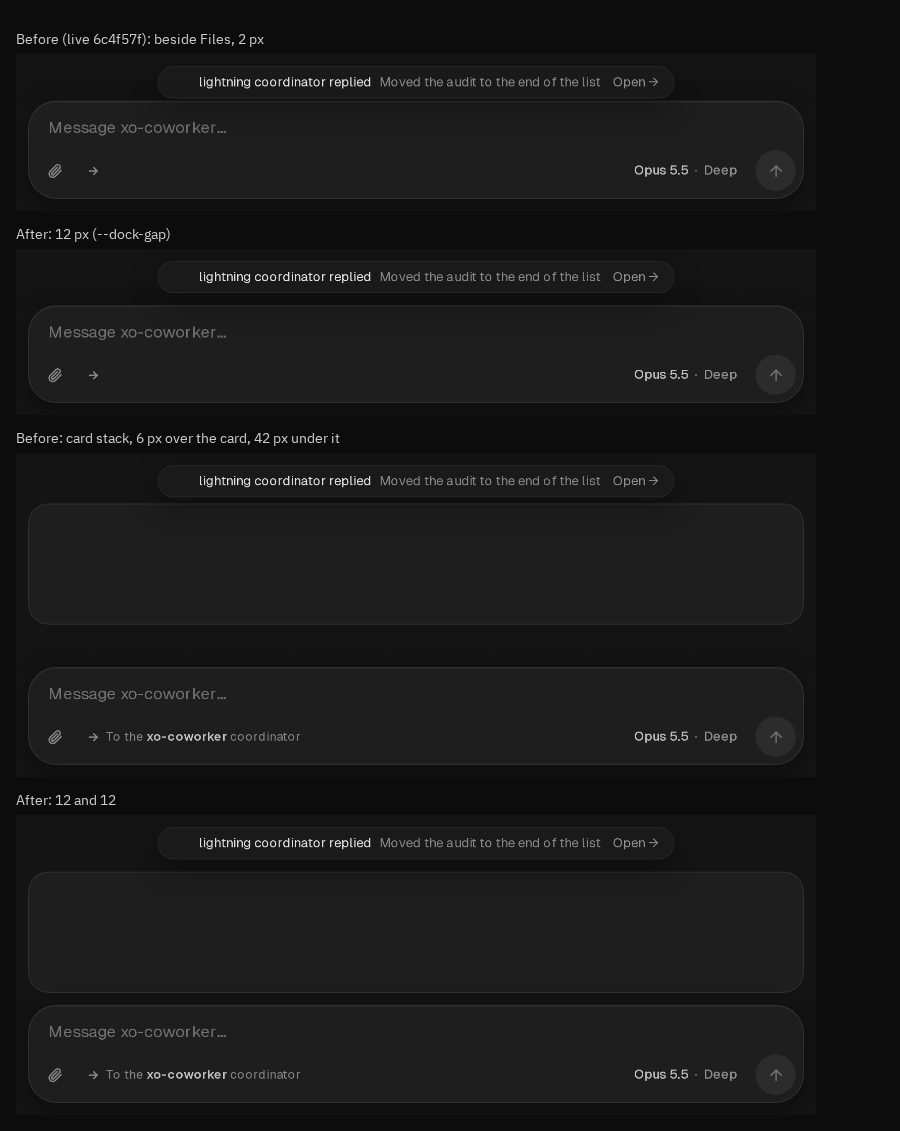 Before (live 6c4f57f): beside Files, 2 px
lightning coordinator replied Moved the audit to the end of the list Open →
Message xo-coworker…
→
Opus 5.5 · Deep
After: 12 px (--dock-gap)
lightning coordinator replied Moved the audit to the end of the list Open →
Message xo-coworker…
→
Opus 5.5 · Deep
Before: card stack, 6 px over the card, 42 px under it
lightning coordinator replied Moved the audit to the end of the list Open →
Message xo-coworker…
→ To the xo-coworker coordinator Opus 5.5 · Deep
After: 12 and 12
lightning coordinator replied Moved the audit to the end of the list Open →
Message xo-coworker…
→ To the xo-coworker coordinator Opus 5.5 · Deep